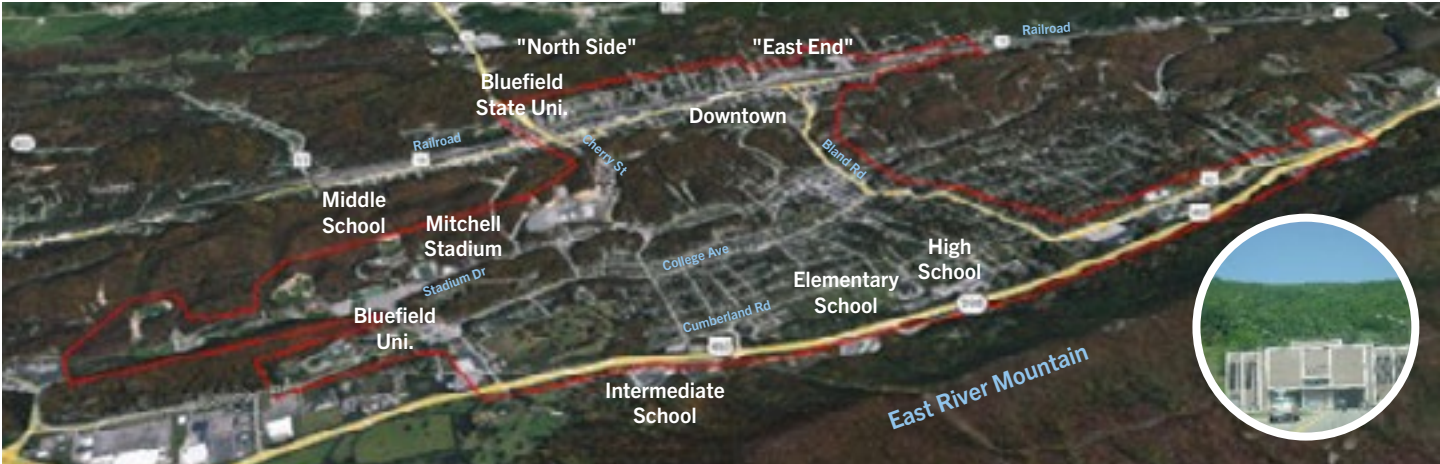 Railroad
"North Side"
"East End"
Bluefield
State Uni.
Downtown
Railroad
Cherry St
Bland Rd
Middle
School
Mitchell
Stadium
College Ave
High
School
Stadium Dr
Elementary
School
Bluefield
Uni.
Cumberland Rd
East River Mountain
Intermediate
School